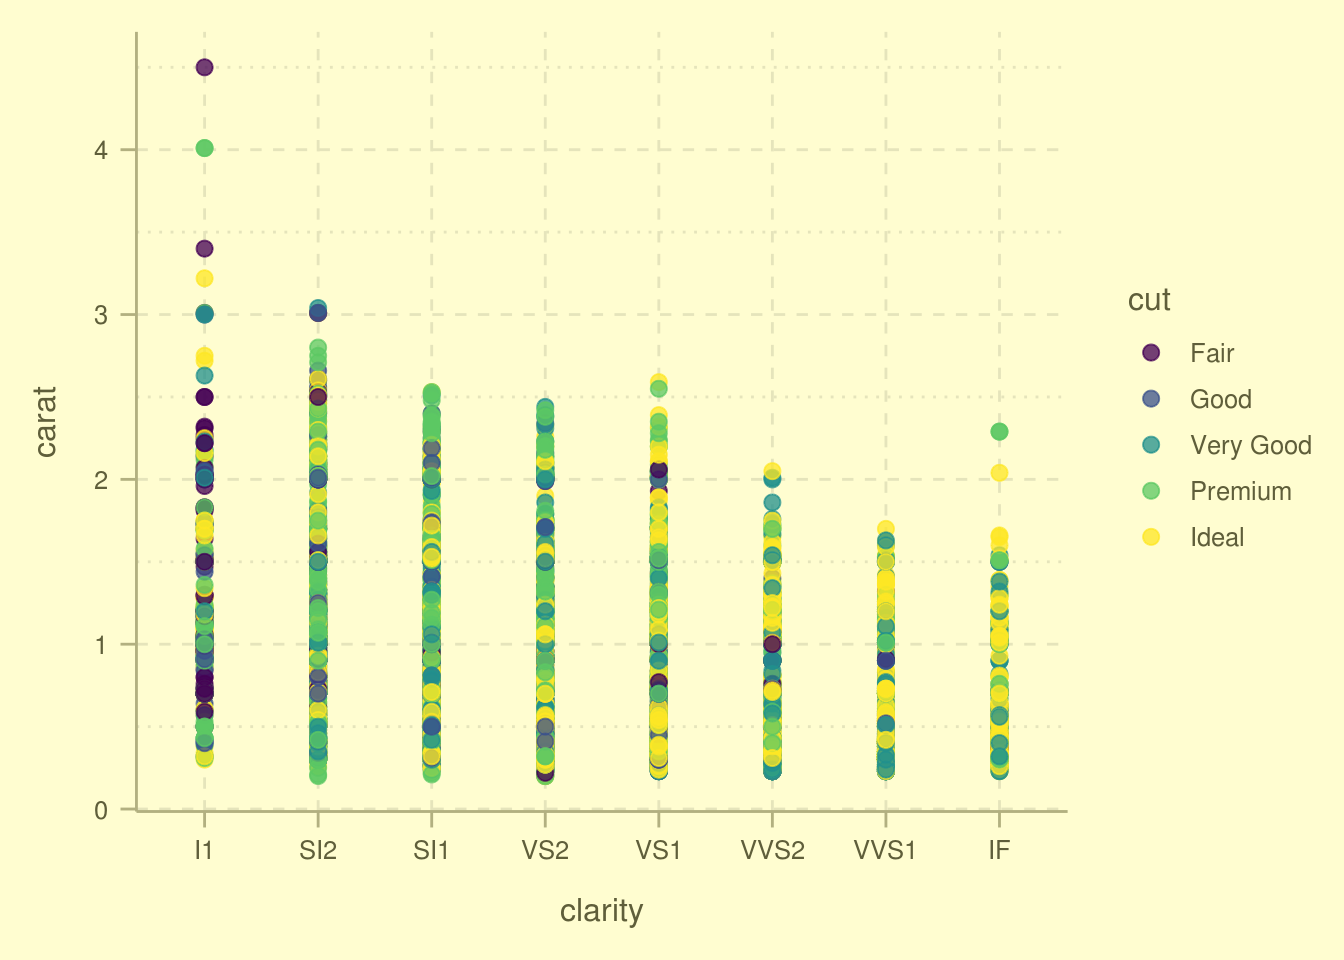 4
3
2
1
0
carat
I1 SI2 SI1 VS2 VS1 VVS2 VVS1 IF
clarity
cut
Fair
Good
Very Good
Premium
Ideal